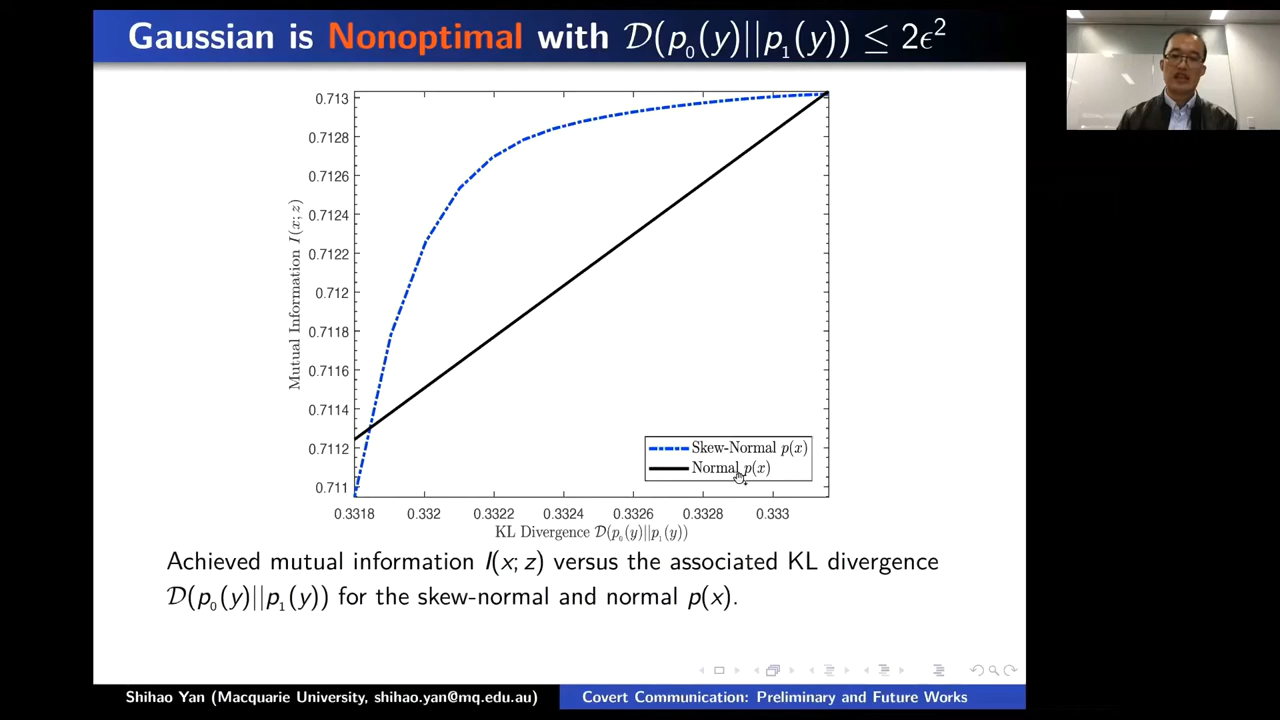 Gaussian is Nonoptimal with 𝒟(p₀(y)||p₁(y)) ≤ 2ϵ²
0.713
0.7128
0.7126
0.7124
0.7122
0.712
0.7118
0.7116
0.7114
0.7112
0.711
Mutual Information I(x; z)
Skew-Normal p(x)
Normal p(x)
0.3318
0.332
0.3322
0.3324
0.3326
0.3328
0.333
KL Divergence 𝒟(p₀(y)||p₁(y))
Achieved mutual information I(x; z) versus the associated KL divergence
𝒟(p₀(y)||p₁(y)) for the skew-normal and normal p(x).
Shihao Yan (Macquarie University, shihao.yan@mq.edu.au)
Covert Communication: Preliminary and Future Works